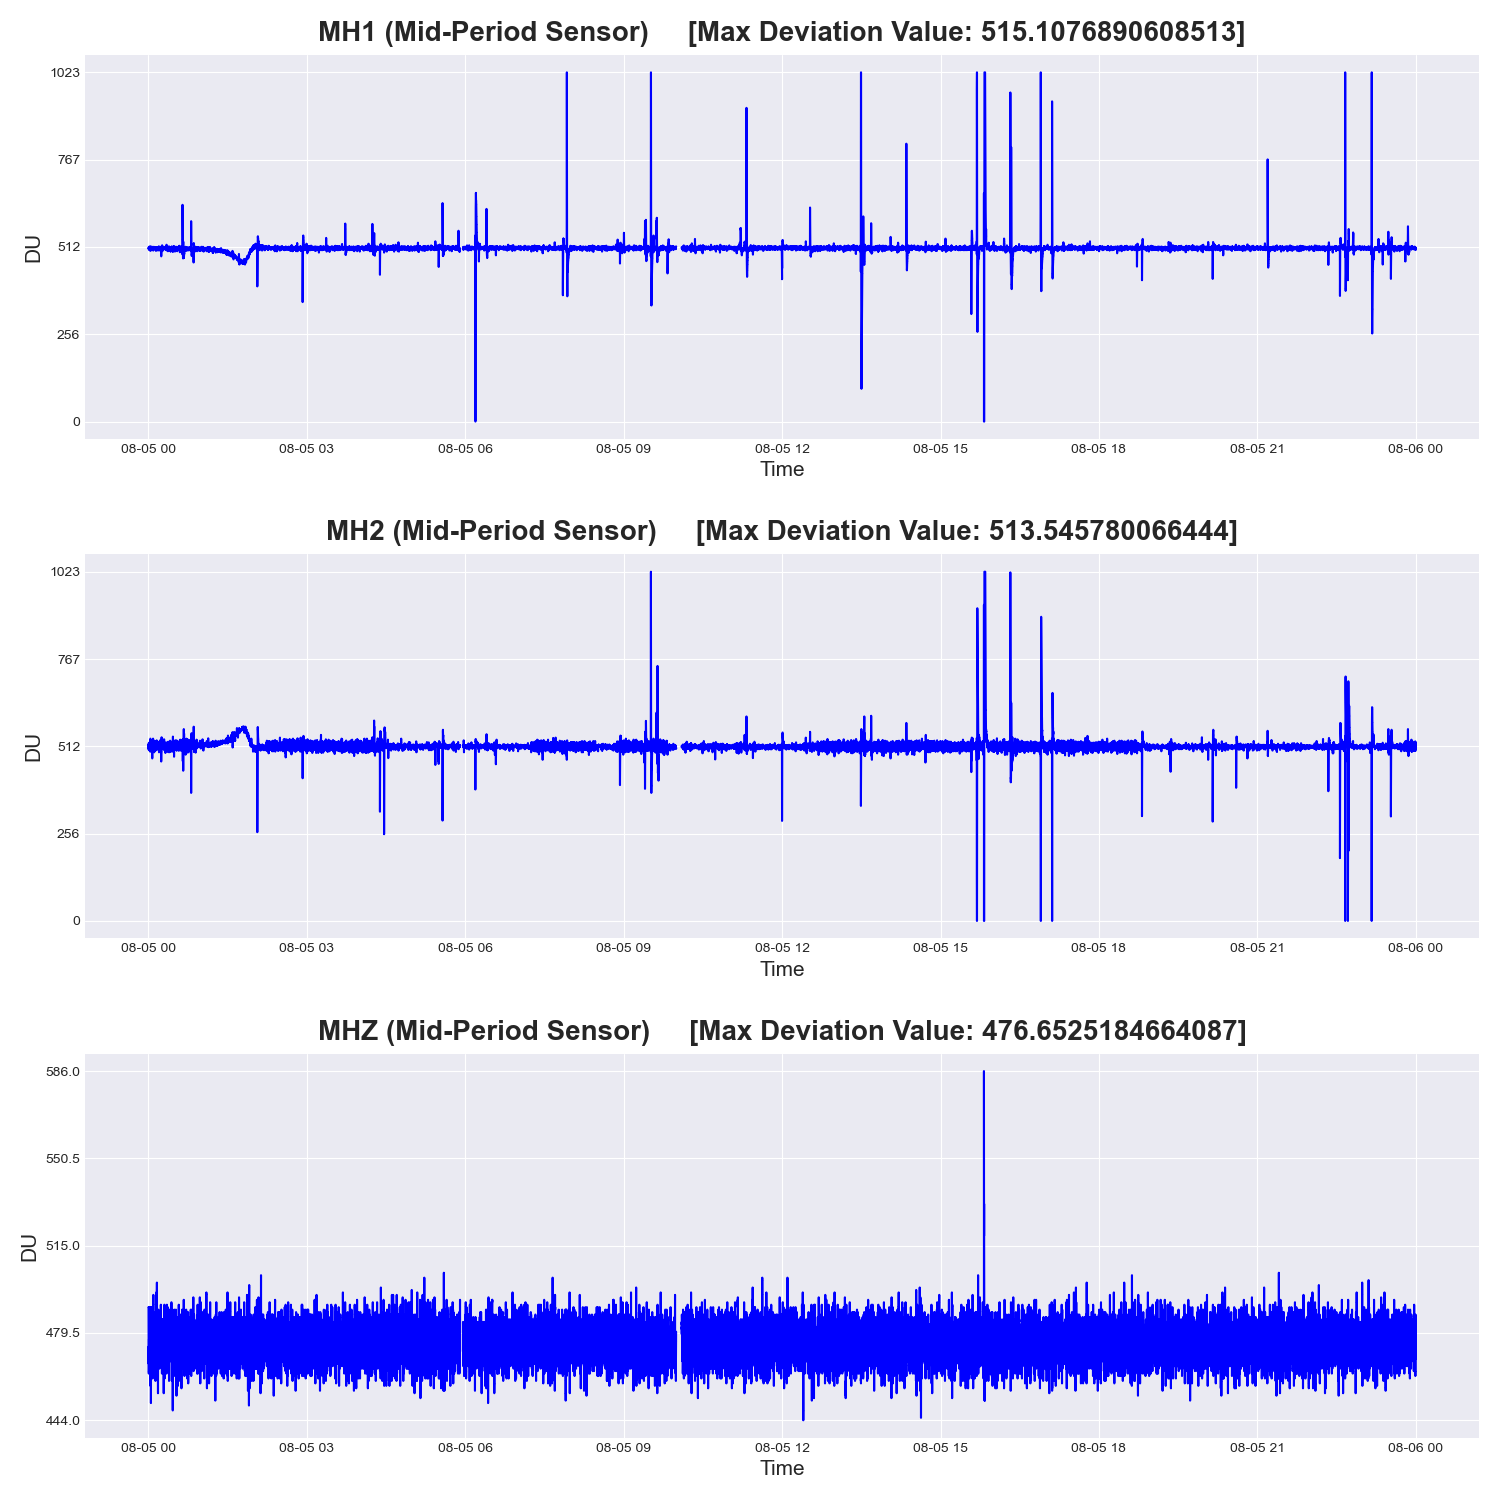 MH1 (Mid-Period Sensor) [Max Deviation Value: 515.1076890608513]
1023
767
512
256
0
DU
08-05 00 08-05 03 08-05 06 08-05 09 08-05 12 08-05 15 08-05 18 08-05 21 08-06 00
Time
MH2 (Mid-Period Sensor) [Max Deviation Value: 513.545780066444]
1023
767
512
256
0
DU
08-05 00 08-05 03 08-05 06 08-05 09 08-05 12 08-05 15 08-05 18 08-05 21 08-06 00
Time
MHZ (Mid-Period Sensor) [Max Deviation Value: 476.6525184664087]
586.0
550.5
515.0
479.5
444.0
DU
08-05 00 08-05 03 08-05 06 08-05 09 08-05 12 08-05 15 08-05 18 08-05 21 08-06 00
Time